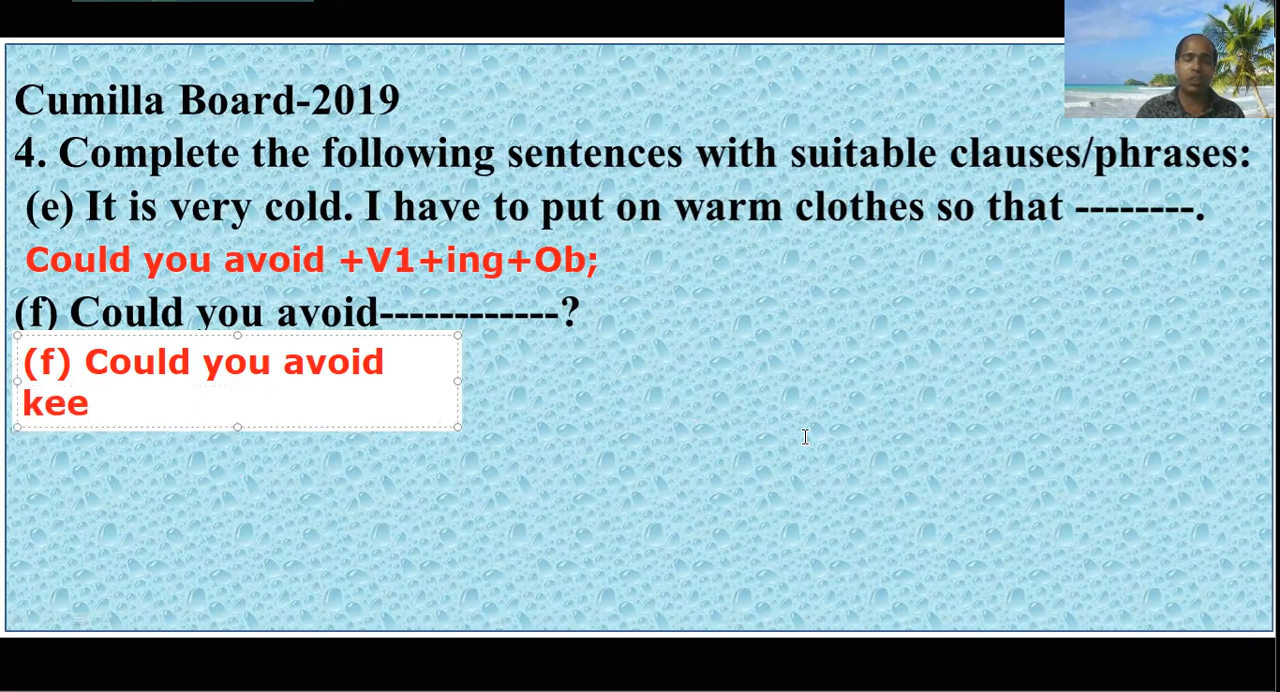 Cumilla Board-2019
4. Complete the following sentences with suitable clauses/phrases:
(e) It is very cold. I have to put on warm clothes so that --------.
Could you avoid +V1+ing+Ob;
(f) Could you avoid------------?
(f) Could you avoid
kee